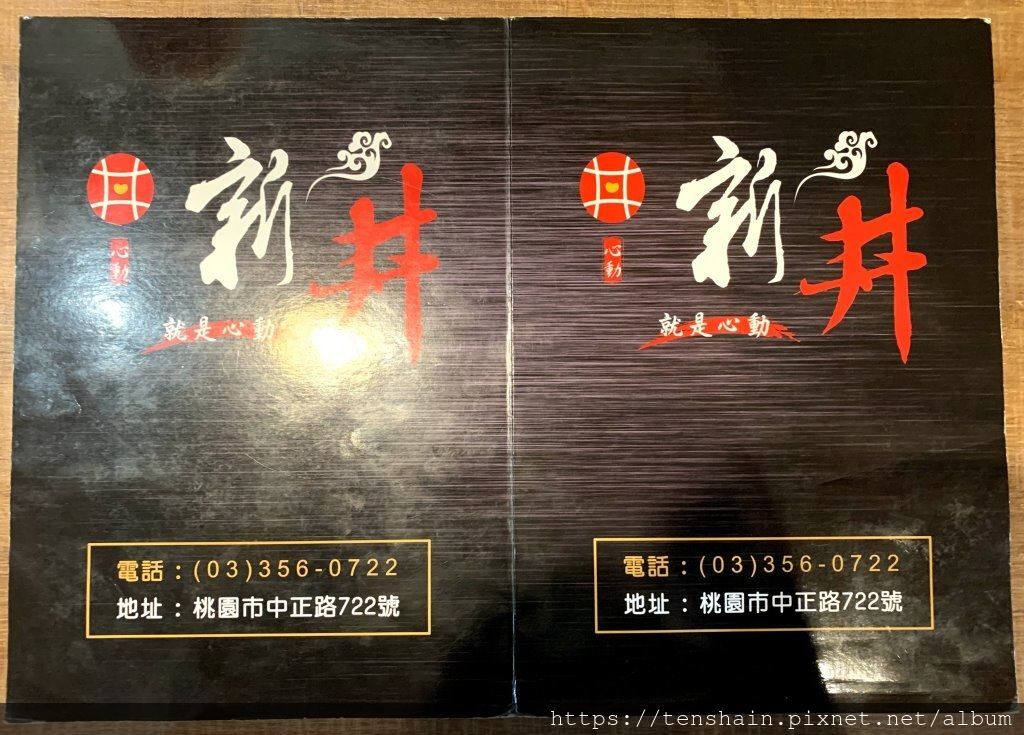 新丼
心動
就是心動
電話：(03)356-0722
地址：桃園市中正路722號
新丼
心動
就是心動
電話：(03)356-0722
地址：桃園市中正路722號
https://tenshain.pixnet.net/album